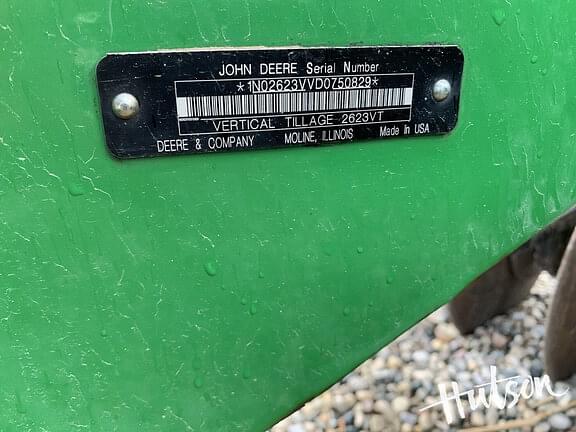 JOHN DEERE Serial Number
*1N02623VVD0750829*
VERTICAL TILLAGE 2623VT
DEERE & COMPANY MOLINE, ILLINOIS Made In USA
Hutson